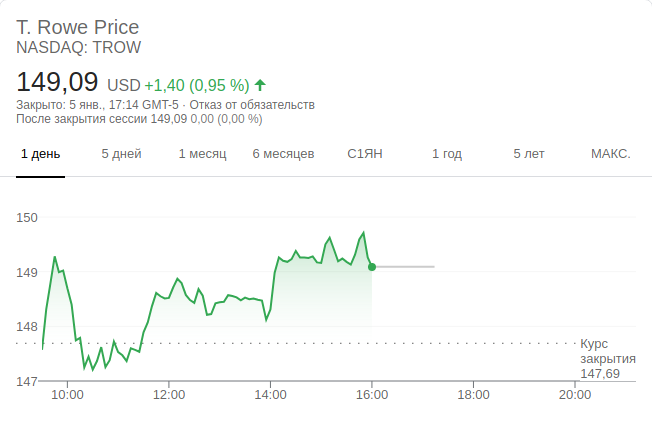 T. Rowe Price
NASDAQ: TROW
149,09 USD +1,40 (0,95 %)
Закрыто: 5 янв., 17:14 GMT-5 · Отказ от обязательств
После закрытия сессии 149,09 0,00 (0,00 %)
1 день 5 дней 1 месяц 6 месяцев С1ЯН 1 год 5 лет МАКС.
150
149
148
147
Курс
закрытия
147,69
10:00 12:00 14:00 16:00 18:00 20:00